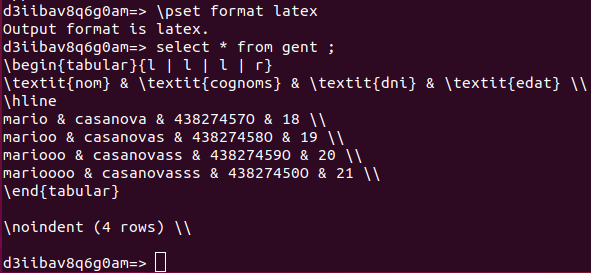 d3iibav8q6g0am=> \pset format latex
Output format is latex.
d3iibav8q6g0am=> select * from gent ;
\begin{tabular}{l | l | l | r}
\textit{nom} & \textit{cognoms} & \textit{dni} & \textit{edat} \\
\hline
mario & casanova & 43827457O & 18 \\
marioo & casanovas & 43827458O & 19 \\
mariooo & casanovass & 43827459O & 20 \\
marioooo & casanovasss & 43827450O & 21 \\
\end{tabular}

\noindent (4 rows) \\

d3iibav8q6g0am=>